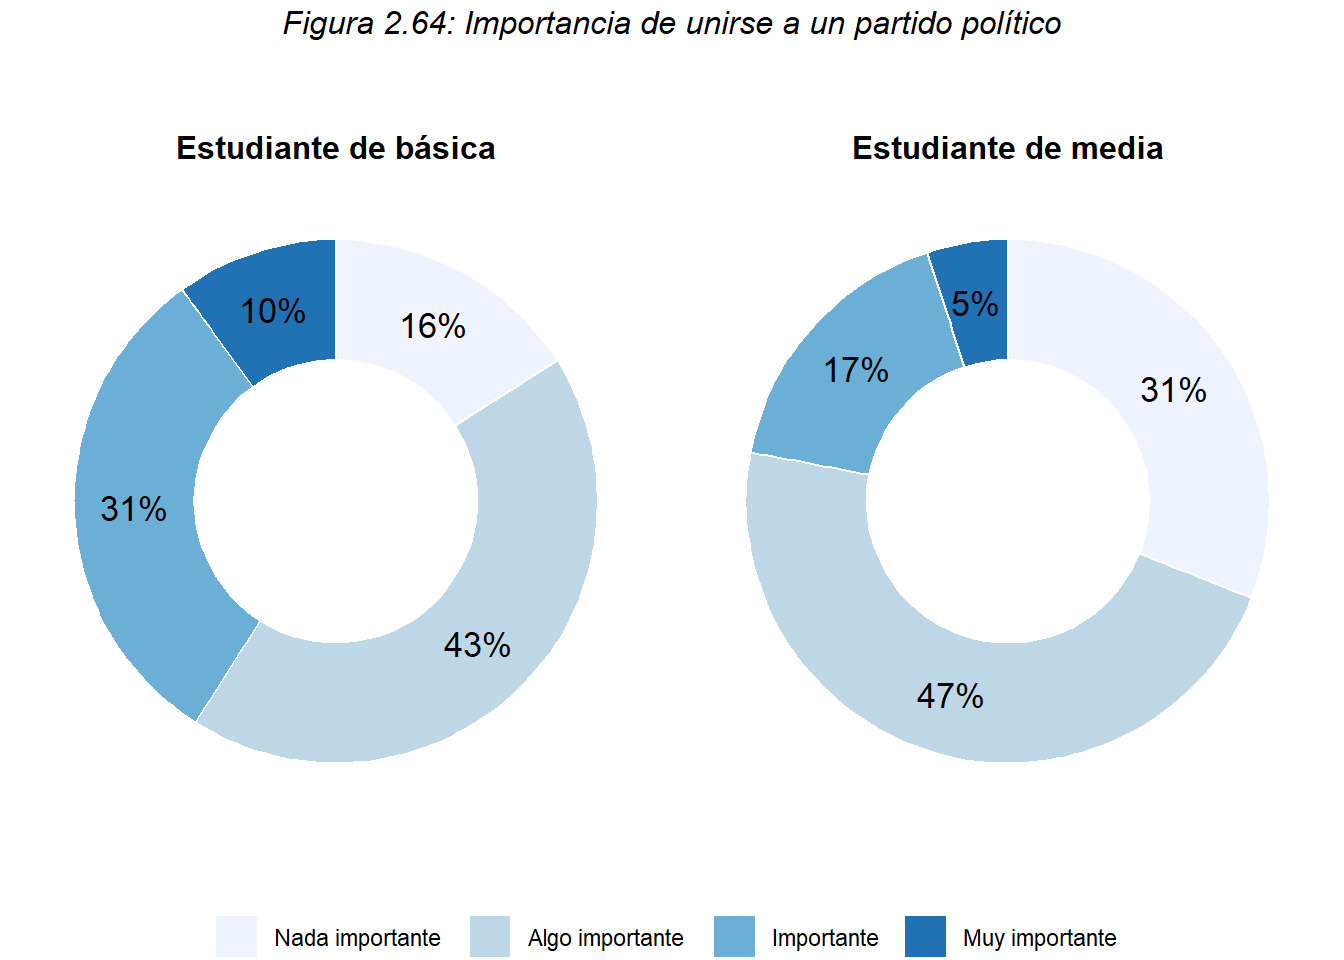 Figura 2.64: Importancia de unirse a un partido político
Estudiante de básica
Estudiante de media
10%
16%
31%
43%
5%
17%
31%
47%
Nada importante
Algo importante
Importante
Muy importante